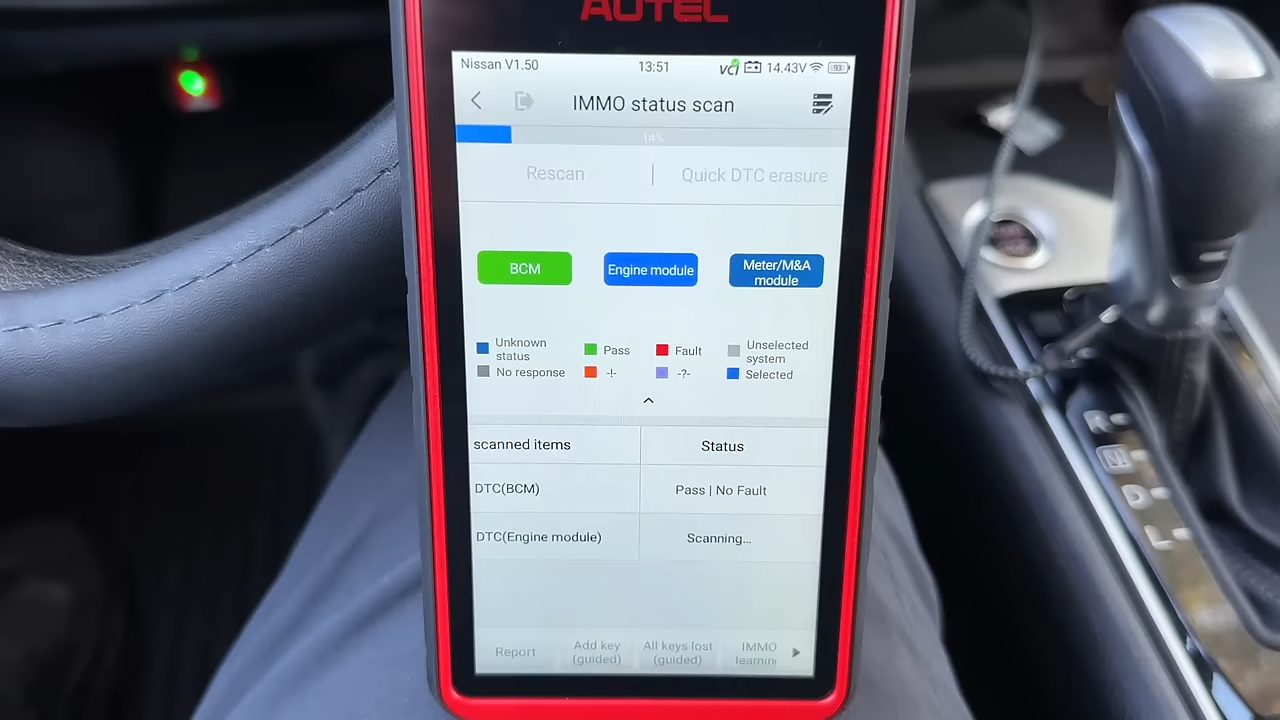 AUTEL
Nissan V1.50 13:51 VCI 14.43V 93
IMMO status scan
14%
Rescan | Quick DTC erasure
BCM Engine module Meter/M&A
module
Unknown
status Pass Fault Unselected
system
No response -!- -?- Selected
scanned items Status
DTC(BCM) Pass | No Fault
DTC(Engine module) Scanning...
Report Add key
(guided) All keys lost
(guided) IMMO
learnin
R
N
D
L